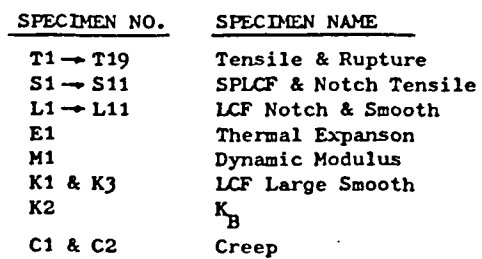 SPECIMEN NO. SPECIMEN NAME
T1 → T19 Tensile & Rupture
S1 → S11 SPLCF & Notch Tensile
L1 → L11 LCF Notch & Smooth
E1 Thermal Expanson
M1 Dynamic Modulus
K1 & K3 LCF Large Smooth
K2 K_B
C1 & C2 Creep